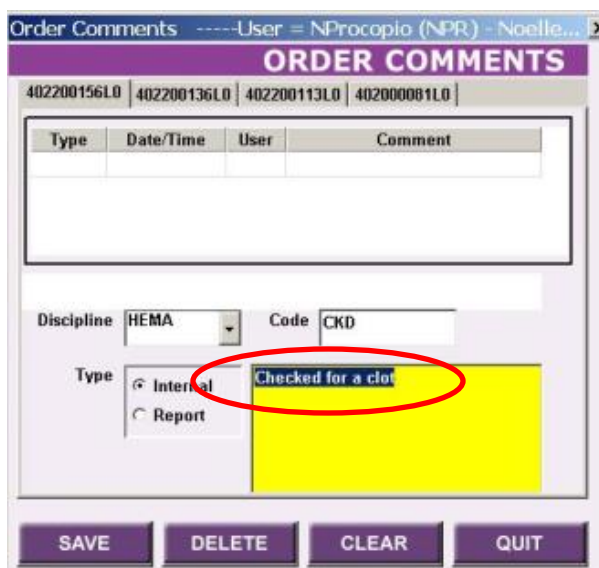 Order Comments -----User = NProcopio (NPR) - Noelle...
ORDER COMMENTS
402200156L0 402200136L0 402200113L0 402000081L0
Type Date/Time User Comment
Discipline HEMA Code CKD
Type Internal Checked for a clot
Report
SAVE DELETE CLEAR QUIT